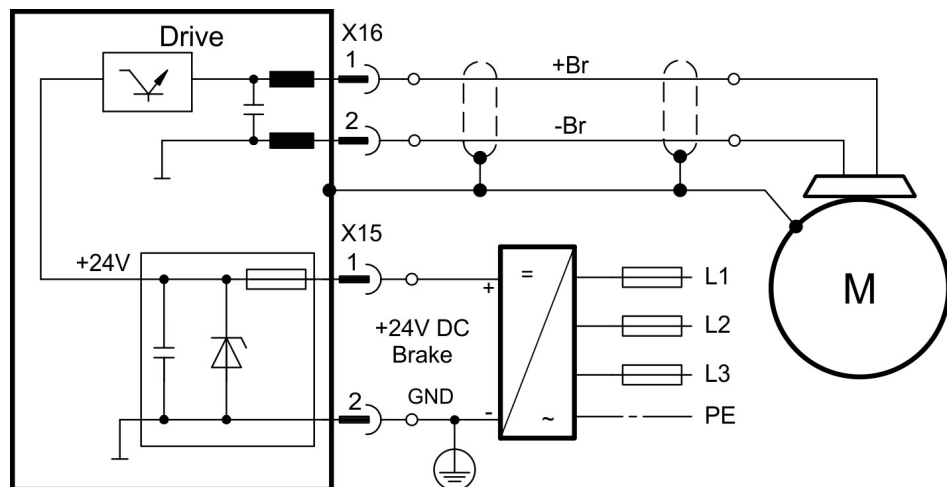 Drive
X16
1
+Br
2
-Br
X15
+24V
1
+
=
L1
+24V DC
Brake
L2
L3
M
2
GND
-
~
PE